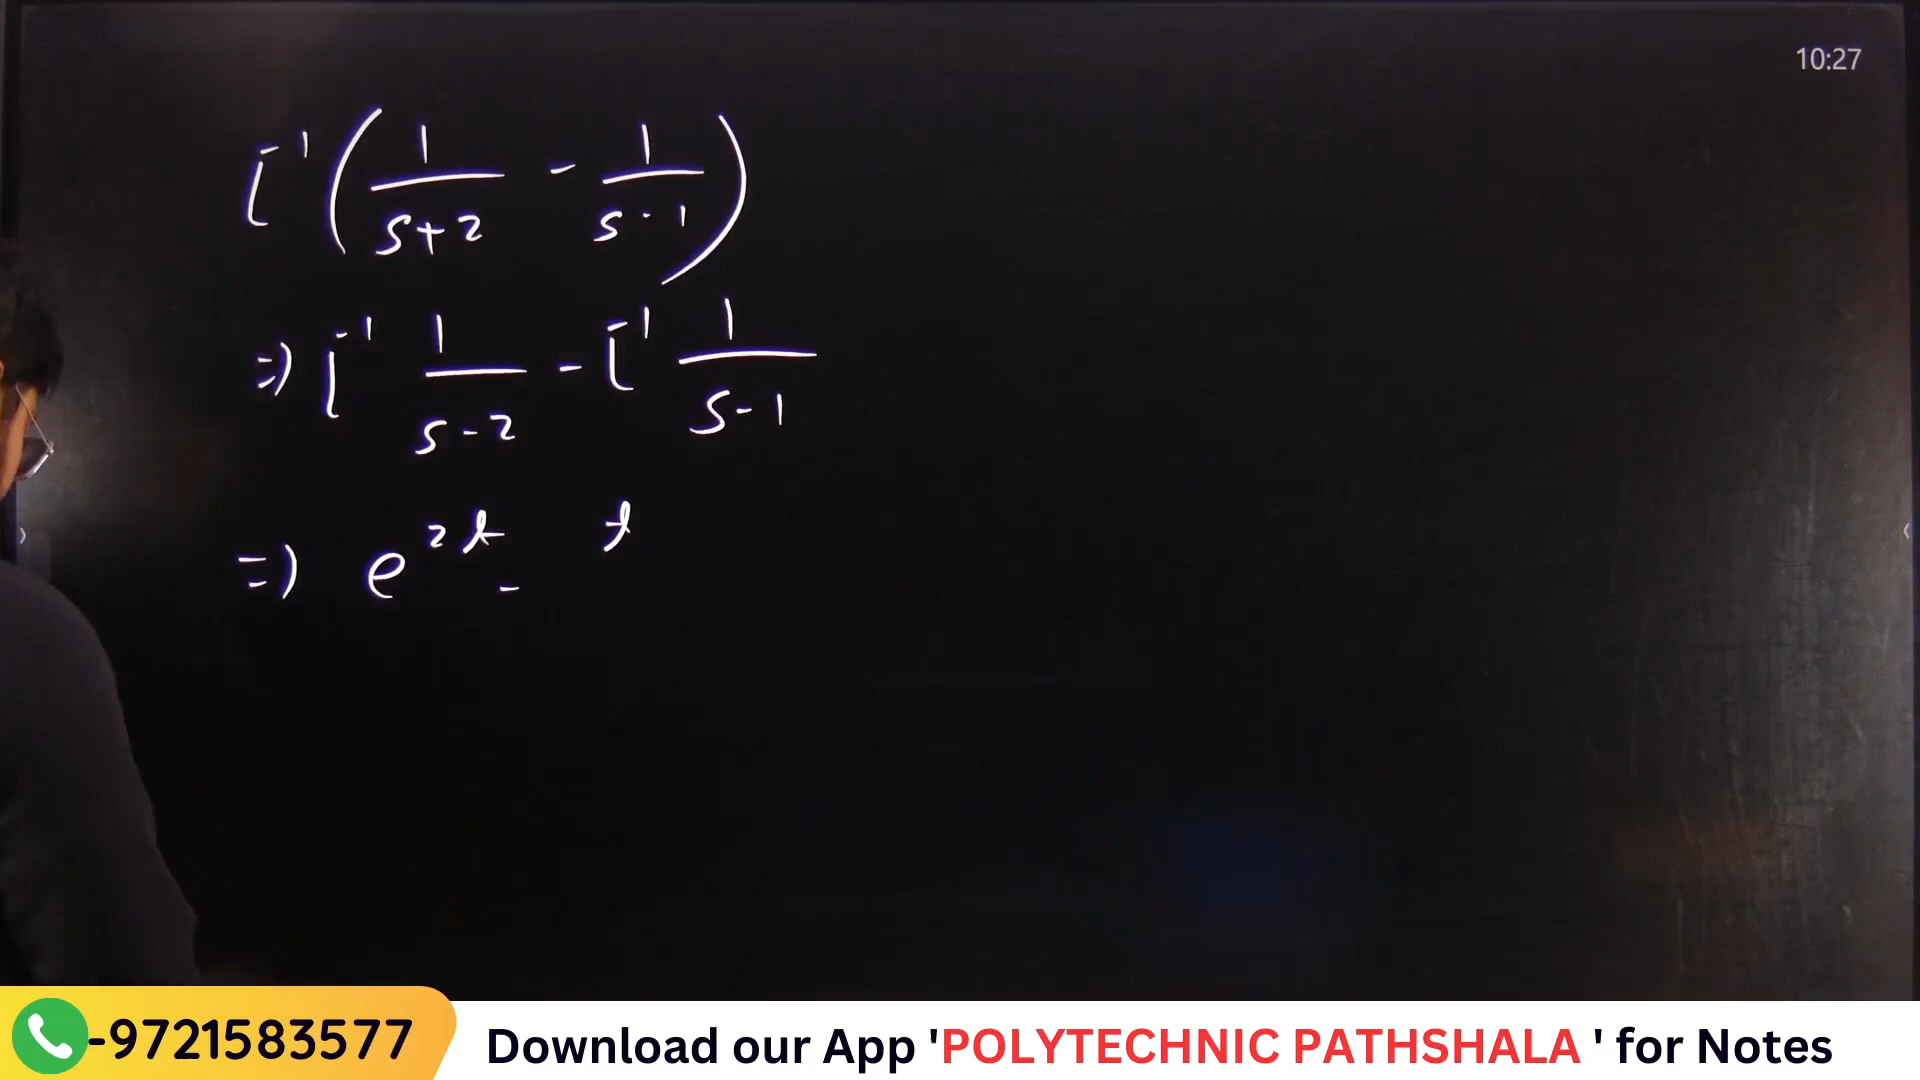 10:27
L⁻¹ ( 1/(s+2) - 1/(s-1) )
=) L⁻¹ 1/(s-2) - L⁻¹ 1/(s-1)
=) e^2t - t
-9721583577
Download our App 'POLYTECHNIC PATHSHALA ' for Notes